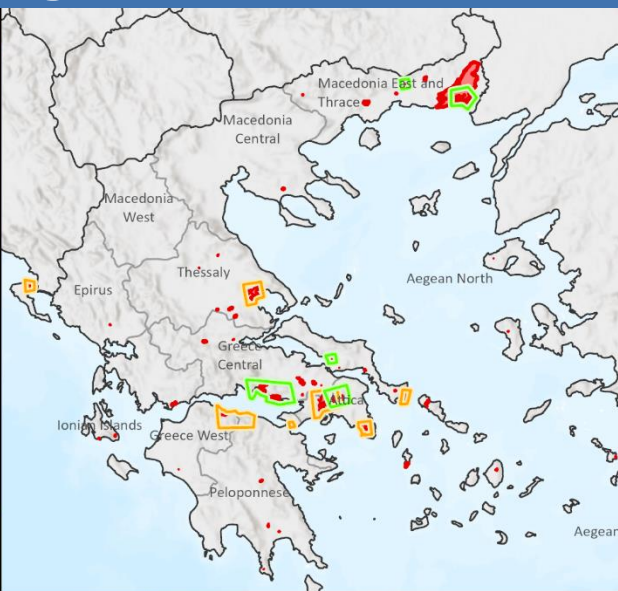 Macedonia East and
Thrace
Macedonia
Central
Macedonia
West
Thessaly
Epirus
Aegean North
Greece
Central
Attica
Ionian Islands
Greece West
Peloponnese
Aegean